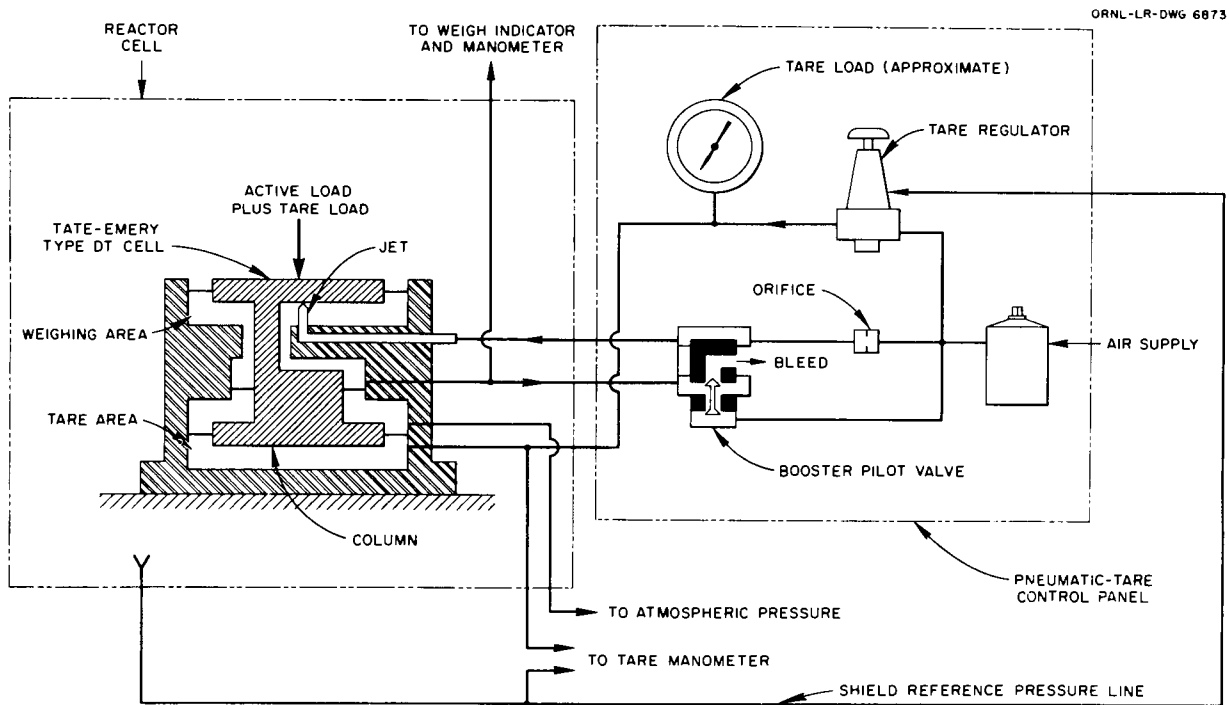 ORNL-LR-DWG 6873
REACTOR
CELL
TO WEIGH INDICATOR
AND MANOMETER
TARE LOAD (APPROXIMATE)
TARE REGULATOR
ACTIVE LOAD
PLUS TARE LOAD
TATE-EMERY
TYPE DT CELL
JET
ORIFICE
WEIGHING AREA
BLEED
AIR SUPPLY
TARE AREA
BOOSTER PILOT VALVE
COLUMN
PNEUMATIC-TARE
CONTROL PANEL
TO ATMOSPHERIC PRESSURE
TO TARE MANOMETER
SHIELD REFERENCE PRESSURE LINE